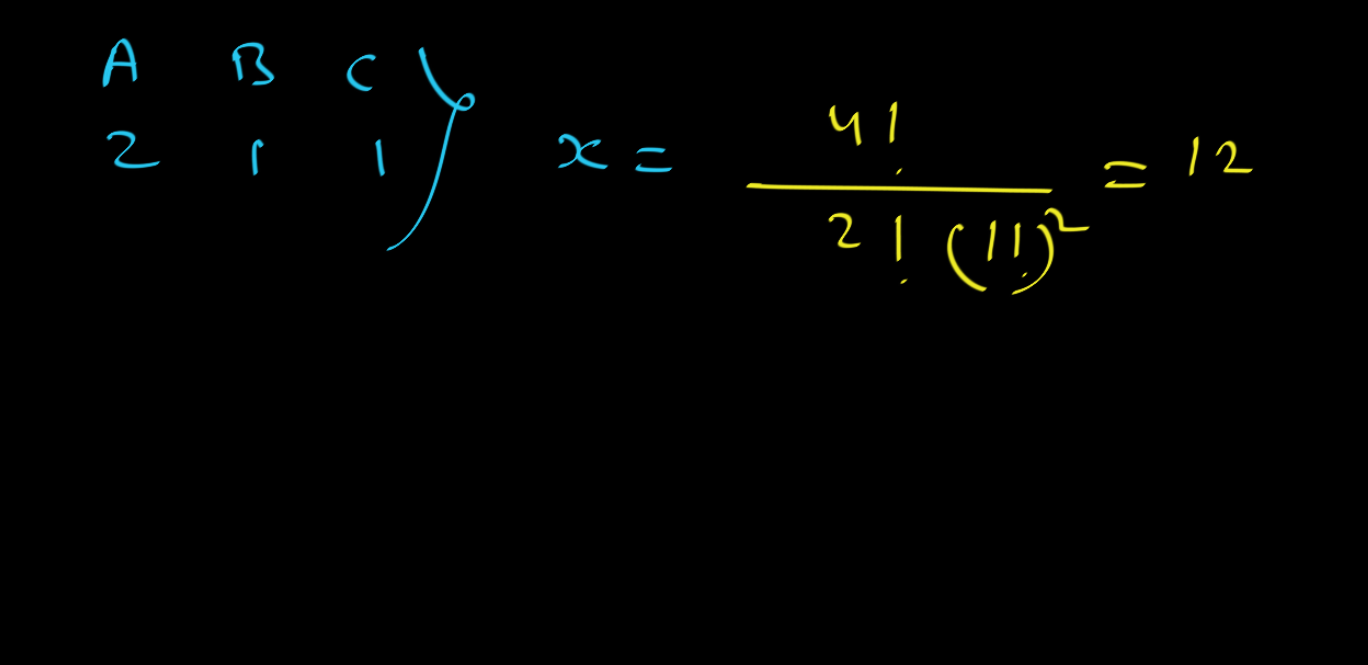 A B C
2 1 1 } x = 4! / 2! (1!)^2 = 12